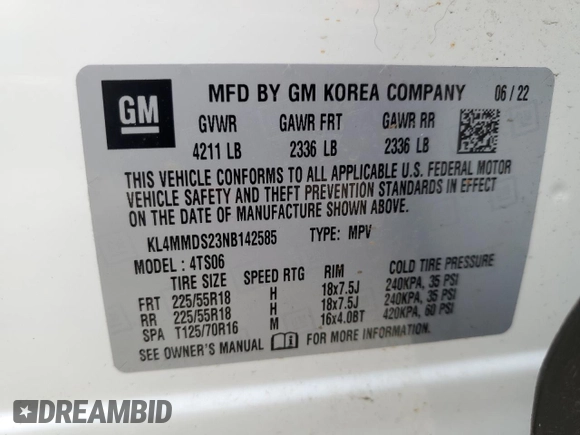 GM
MFD BY GM KOREA COMPANY 06 / 22
GVWR GAWR FRT GAWR RR
4211 LB 2336 LB 2336 LB
THIS VEHICLE CONFORMS TO ALL APPLICABLE U.S. FEDERAL MOTOR
VEHICLE SAFETY AND THEFT PREVENTION STANDARDS IN EFFECT
ON THE DATE OF MANUFACTURE SHOWN ABOVE.
KL4MMDS23NB142585 TYPE: MPV
MODEL : 4TS06
TIRE SIZE SPEED RTG RIM COLD TIRE PRESSURE
FRT 225/55R18 H 18x7.5J 240KPA, 35 PSI
RR 225/55R18 H 18x7.5J 240KPA, 35 PSI
SPA T125/70R16 M 16x4.0BT 420KPA, 60 PSI
SEE OWNER'S MANUAL FOR MORE INFORMATION.
DREAMBID